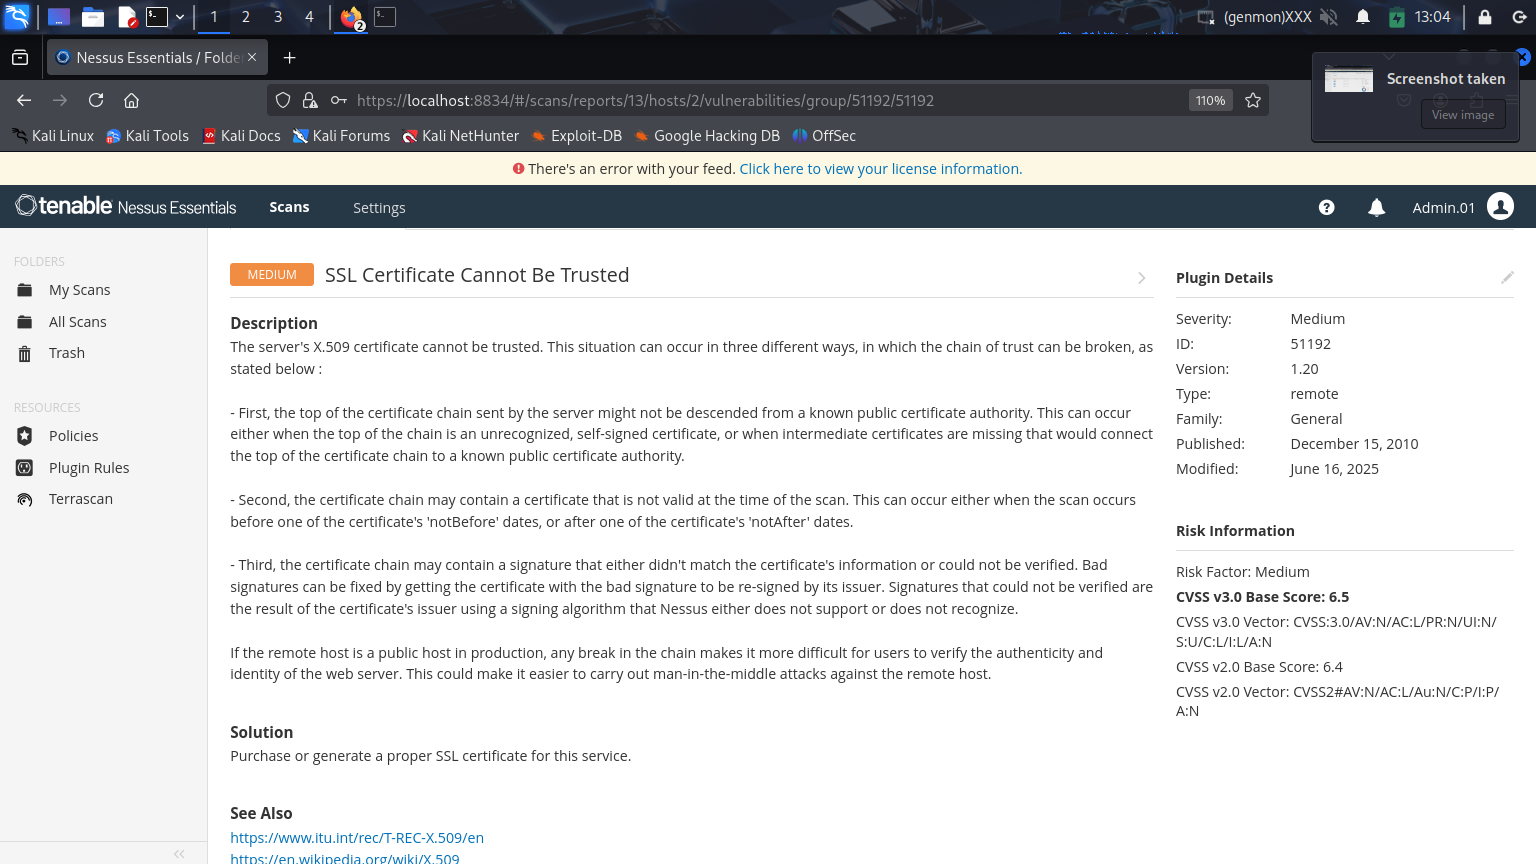 1 2 3 4 2 (genmon)XXX 13:04
Nessus Essentials / Folde
https://localhost:8834/#/scans/reports/13/hosts/2/vulnerabilities/group/51192/51192 110%
Screenshot taken
View image
Kali Linux Kali Tools Kali Docs Kali Forums Kali NetHunter Exploit-DB Google Hacking DB OffSec
There's an error with your feed. Click here to view your license information.
tenable Nessus Essentials Scans Settings Admin.01
FOLDERS
My Scans
All Scans
Trash
RESOURCES
Policies
Plugin Rules
Terrascan
MEDIUM SSL Certificate Cannot Be Trusted
Description
The server's X.509 certificate cannot be trusted. This situation can occur in three different ways, in which the chain of trust can be broken, as
stated below :
- First, the top of the certificate chain sent by the server might not be descended from a known public certificate authority. This can occur
either when the top of the chain is an unrecognized, self-signed certificate, or when intermediate certificates are missing that would connect
the top of the certificate chain to a known public certificate authority.
- Second, the certificate chain may contain a certificate that is not valid at the time of the scan. This can occur either when the scan occurs
before one of the certificate's 'notBefore' dates, or after one of the certificate's 'notAfter' dates.
- Third, the certificate chain may contain a signature that either didn't match the certificate's information or could not be verified. Bad
signatures can be fixed by getting the certificate with the bad signature to be re-signed by its issuer. Signatures that could not be verified are
the result of the certificate's issuer using a signing algorithm that Nessus either does not support or does not recognize.
If the remote host is a public host in production, any break in the chain makes it more difficult for users to verify the authenticity and
identity of the web server. This could make it easier to carry out man-in-the-middle attacks against the remote host.
Solution
Purchase or generate a proper SSL certificate for this service.
See Also
https://www.itu.int/rec/T-REC-X.509/en
https://en.wikipedia.org/wiki/X.509
Plugin Details
Severity: Medium
ID: 51192
Version: 1.20
Type: remote
Family: General
Published: December 15, 2010
Modified: June 16, 2025
Risk Information
Risk Factor: Medium
CVSS v3.0 Base Score: 6.5
CVSS v3.0 Vector: CVSS:3.0/AV:N/AC:L/PR:N/UI:N/
S:U/C:L/I:L/A:N
CVSS v2.0 Base Score: 6.4
CVSS v2.0 Vector: CVSS2#AV:N/AC:L/Au:N/C:P/I:P/
A:N